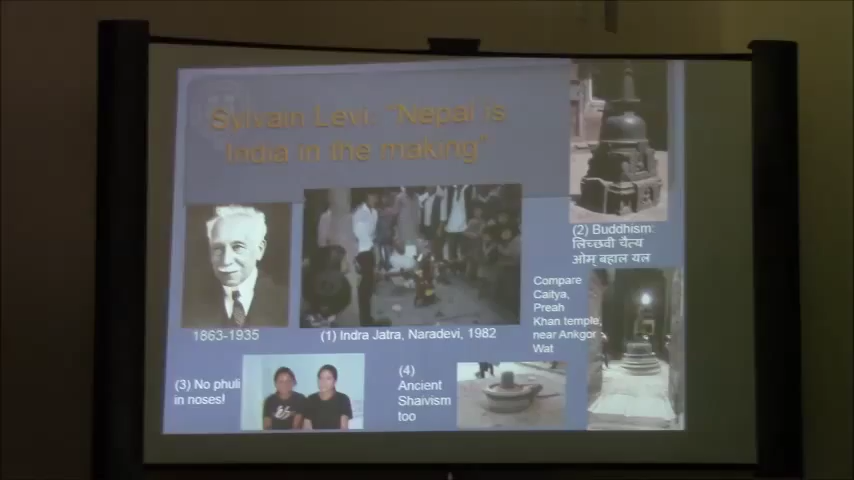 Sylvain Levi: "Nepal is
India in the making"
(2) Buddhism:
लिच्छवी चैत्य
ओम् बहाल यल
1863-1935
(1) Indra Jatra, Naradevi, 1982
Compare
Caitya,
Preah
Khan temple,
near Ankgor
Wat
(3) No phuli
in noses!
(4)
Ancient
Shaivism
too